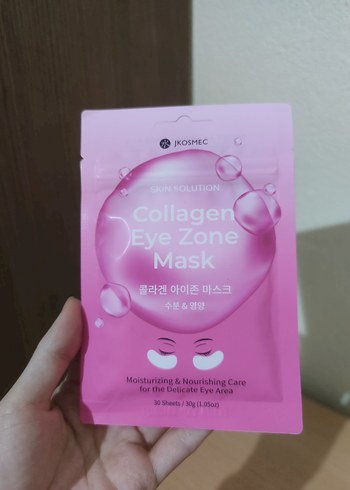 JKOSMEC
SKIN SOLUTION
Collagen
Eye Zone
Mask
콜라겐 아이존 마스크
수분 & 영양
Moisturizing & Nourishing Care
for the Delicate Eye Area
30 Sheets / 30g (1.05oz)